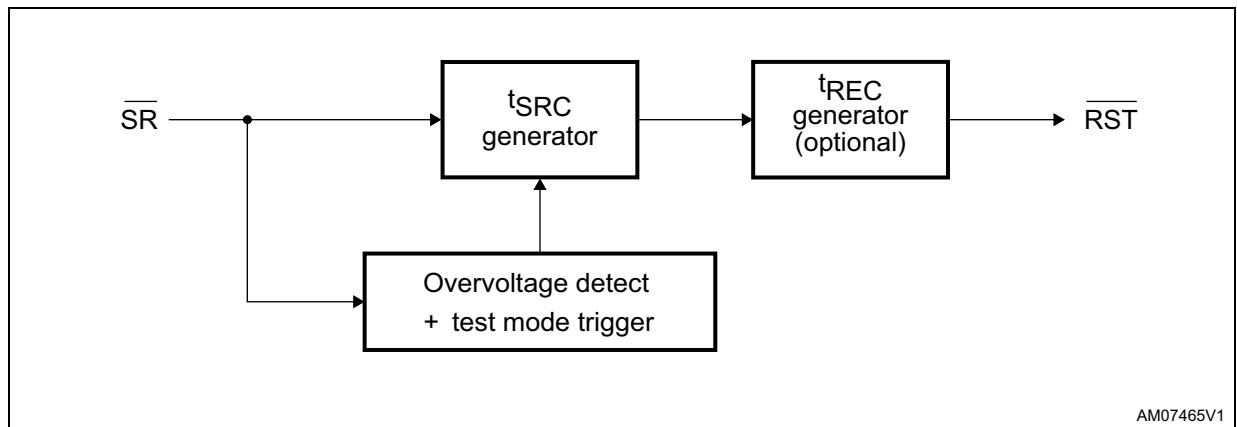 SR
tSRC
generator
tREC
generator
(optional)
RST
Overvoltage detect
+ test mode trigger
AM07465V1